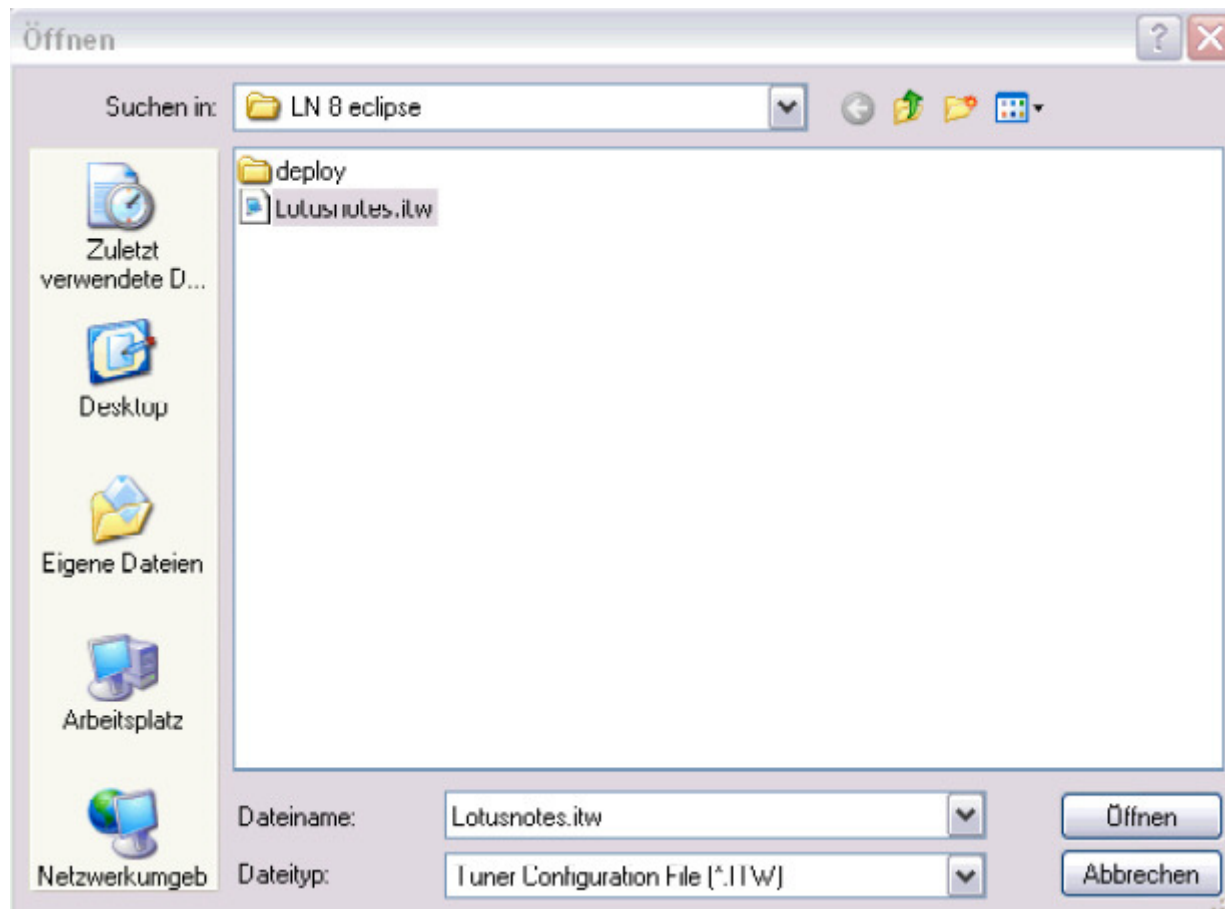 Öffnen
Suchen in: LN 8 eclipse
deploy
Lotusnotes.itw
Zuletzt
verwendete D...
Desktop
Eigene Dateien
Arbeitsplatz
Netzwerkumgeb
Dateiname: Lotusnotes.itw Öffnen
Dateityp: Tuner Configuration File (*.ITW) Abbrechen